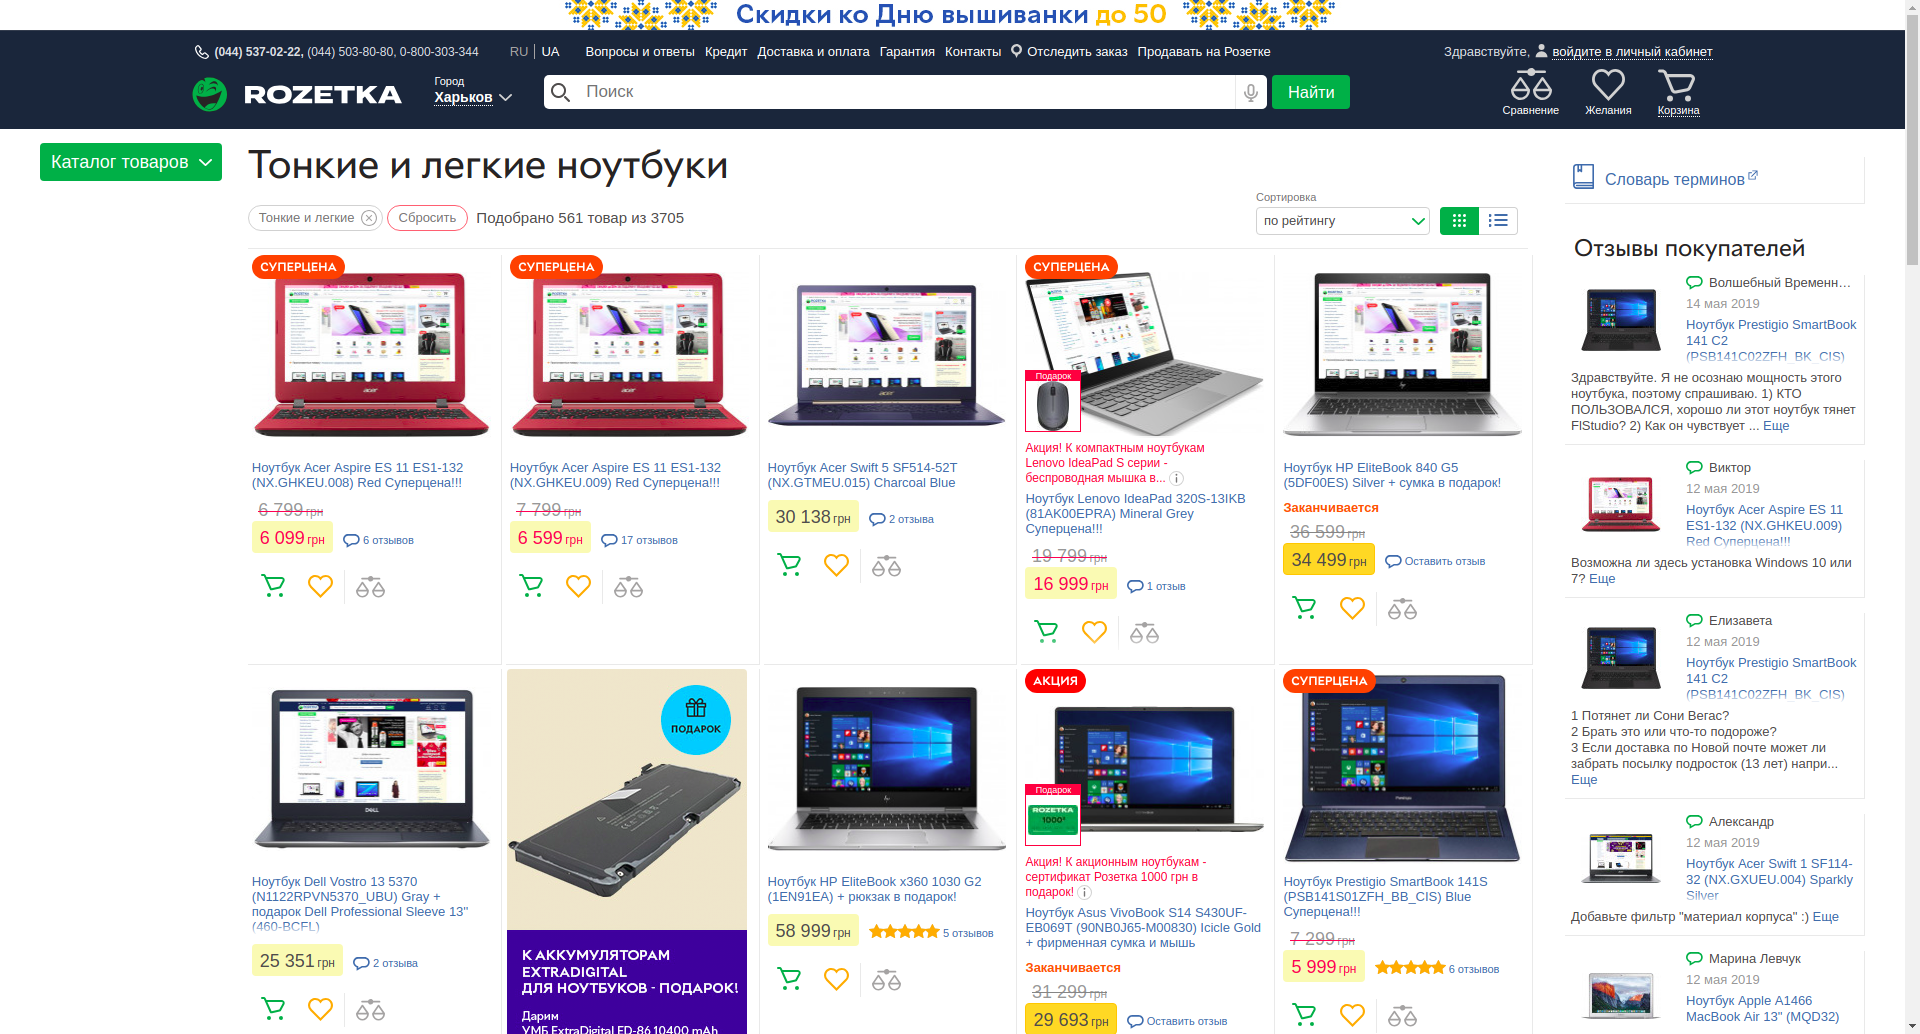 Скидки ко Дню вышиванки до 50
(044) 537-02-22, (044) 503-80-80, 0-800-303-344
RU UA
Вопросы и ответы Кредит Доставка и оплата Гарантия Контакты Отследить заказ Продавать на Розетке
Здравствуйте, войдите в личный кабинет
ROZETKA
Город
Харьков
Поиск
Найти
Сравнение
Желания
Корзина
Каталог товаров
Тонкие и легкие ноутбуки
Тонкие и легкие
Сбросить
Подобрано 561 товар из 3705
Сортировка
по рейтингу
СУПЕРЦЕНА
Ноутбук Acer Aspire ES 11 ES1-132
(NX.GHKEU.008) Red Суперцена!!!
6 799 грн
6 099 грн
6 отзывов
СУПЕРЦЕНА
Ноутбук Acer Aspire ES 11 ES1-132
(NX.GHKEU.009) Red Суперцена!!!
7 799 грн
6 599 грн
17 отзывов
Ноутбук Acer Swift 5 SF514-52T
(NX.GTMEU.015) Charcoal Blue
30 138 грн
2 отзыва
СУПЕРЦЕНА
Подарок
Акция! К компактным ноутбукам
Lenovo IdeaPad S серии -
беспроводная мышка в...
Ноутбук Lenovo IdeaPad 320S-13IKB
(81AK00EPRA) Mineral Grey
Суперцена!!!
19 799 грн
16 999 грн
1 отзыв
Ноутбук HP EliteBook 840 G5
(5DF00ES) Silver + сумка в подарок!
Заканчивается
36 599 грн
34 499 грн
Оставить отзыв
Ноутбук Dell Vostro 13 5370
(N1122RPVN5370_UBU) Gray +
подарок Dell Professional Sleeve 13"
(460-BCFL)
25 351 грн
2 отзыва
ПОДАРОК
К АККУМУЛЯТОРАМ
EXTRADIGITAL
ДЛЯ НОУТБУКОВ - ПОДАРОК!
Дарим
УМБ ExtraDigital ED-86 10400 mAh
Ноутбук HP EliteBook x360 1030 G2
(1EN91EA) + рюкзак в подарок!
58 999 грн
5 отзывов
АКЦИЯ
Подарок
ROZETKA
1000
Акция! К акционным ноутбукам -
сертификат Розетка 1000 грн в
подарок!
Ноутбук Asus VivoBook S14 S430UF-
EB069T (90NB0J65-M00830) Icicle Gold
+ фирменная сумка и мышь
Заканчивается
31 299 грн
29 693 грн
Оставить отзыв
СУПЕРЦЕНА
Ноутбук Prestigio SmartBook 141S
(PSB141S01ZFH_BB_CIS) Blue
Суперцена!!!
7 299 грн
5 999 грн
6 отзывов
Словарь терминов
Отзывы покупателей
Волшебный Временн...
14 мая 2019
Ноутбук Prestigio SmartBook
141 C2
(PSB141C02ZFH_BK_CIS)
Здравствуйте. Я не осознаю мощность этого
ноутбука, поэтому спрашиваю. 1) КТО
ПОЛЬЗОВАЛСЯ, хорошо ли этот ноутбук тянет
FlStudio? 2) Как он чувствует ... Еще
Виктор
12 мая 2019
Ноутбук Acer Aspire ES 11
ES1-132 (NX.GHKEU.009)
Red Суперцена!!!
Возможна ли здесь установка Windows 10 или
7? Еще
Елизавета
12 мая 2019
Ноутбук Prestigio SmartBook
141 C2
(PSB141C02ZFH_BK_CIS)
1 Потянет ли Сони Вегас?
2 Брать это или что-то подороже?
3 Если доставка по Новой почте может ли
забрать посылку подросток (13 лет) напри...
Еще
Александр
12 мая 2019
Ноутбук Acer Swift 1 SF114-
32 (NX.GXUEU.004) Sparkly
Silver
Добавьте фильтр "материал корпуса" :) Еще
Марина Левчук
12 мая 2019
Ноутбук Apple A1466
MacBook Air 13" (MQD32)